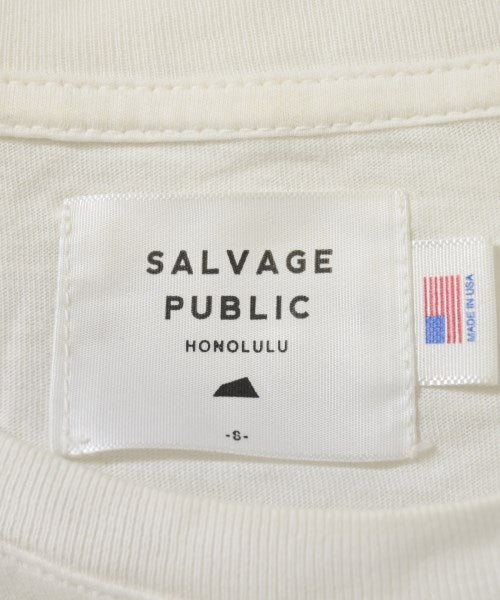 SALVAGE
PUBLIC
HONOLULU
-S-
MADE IN USA